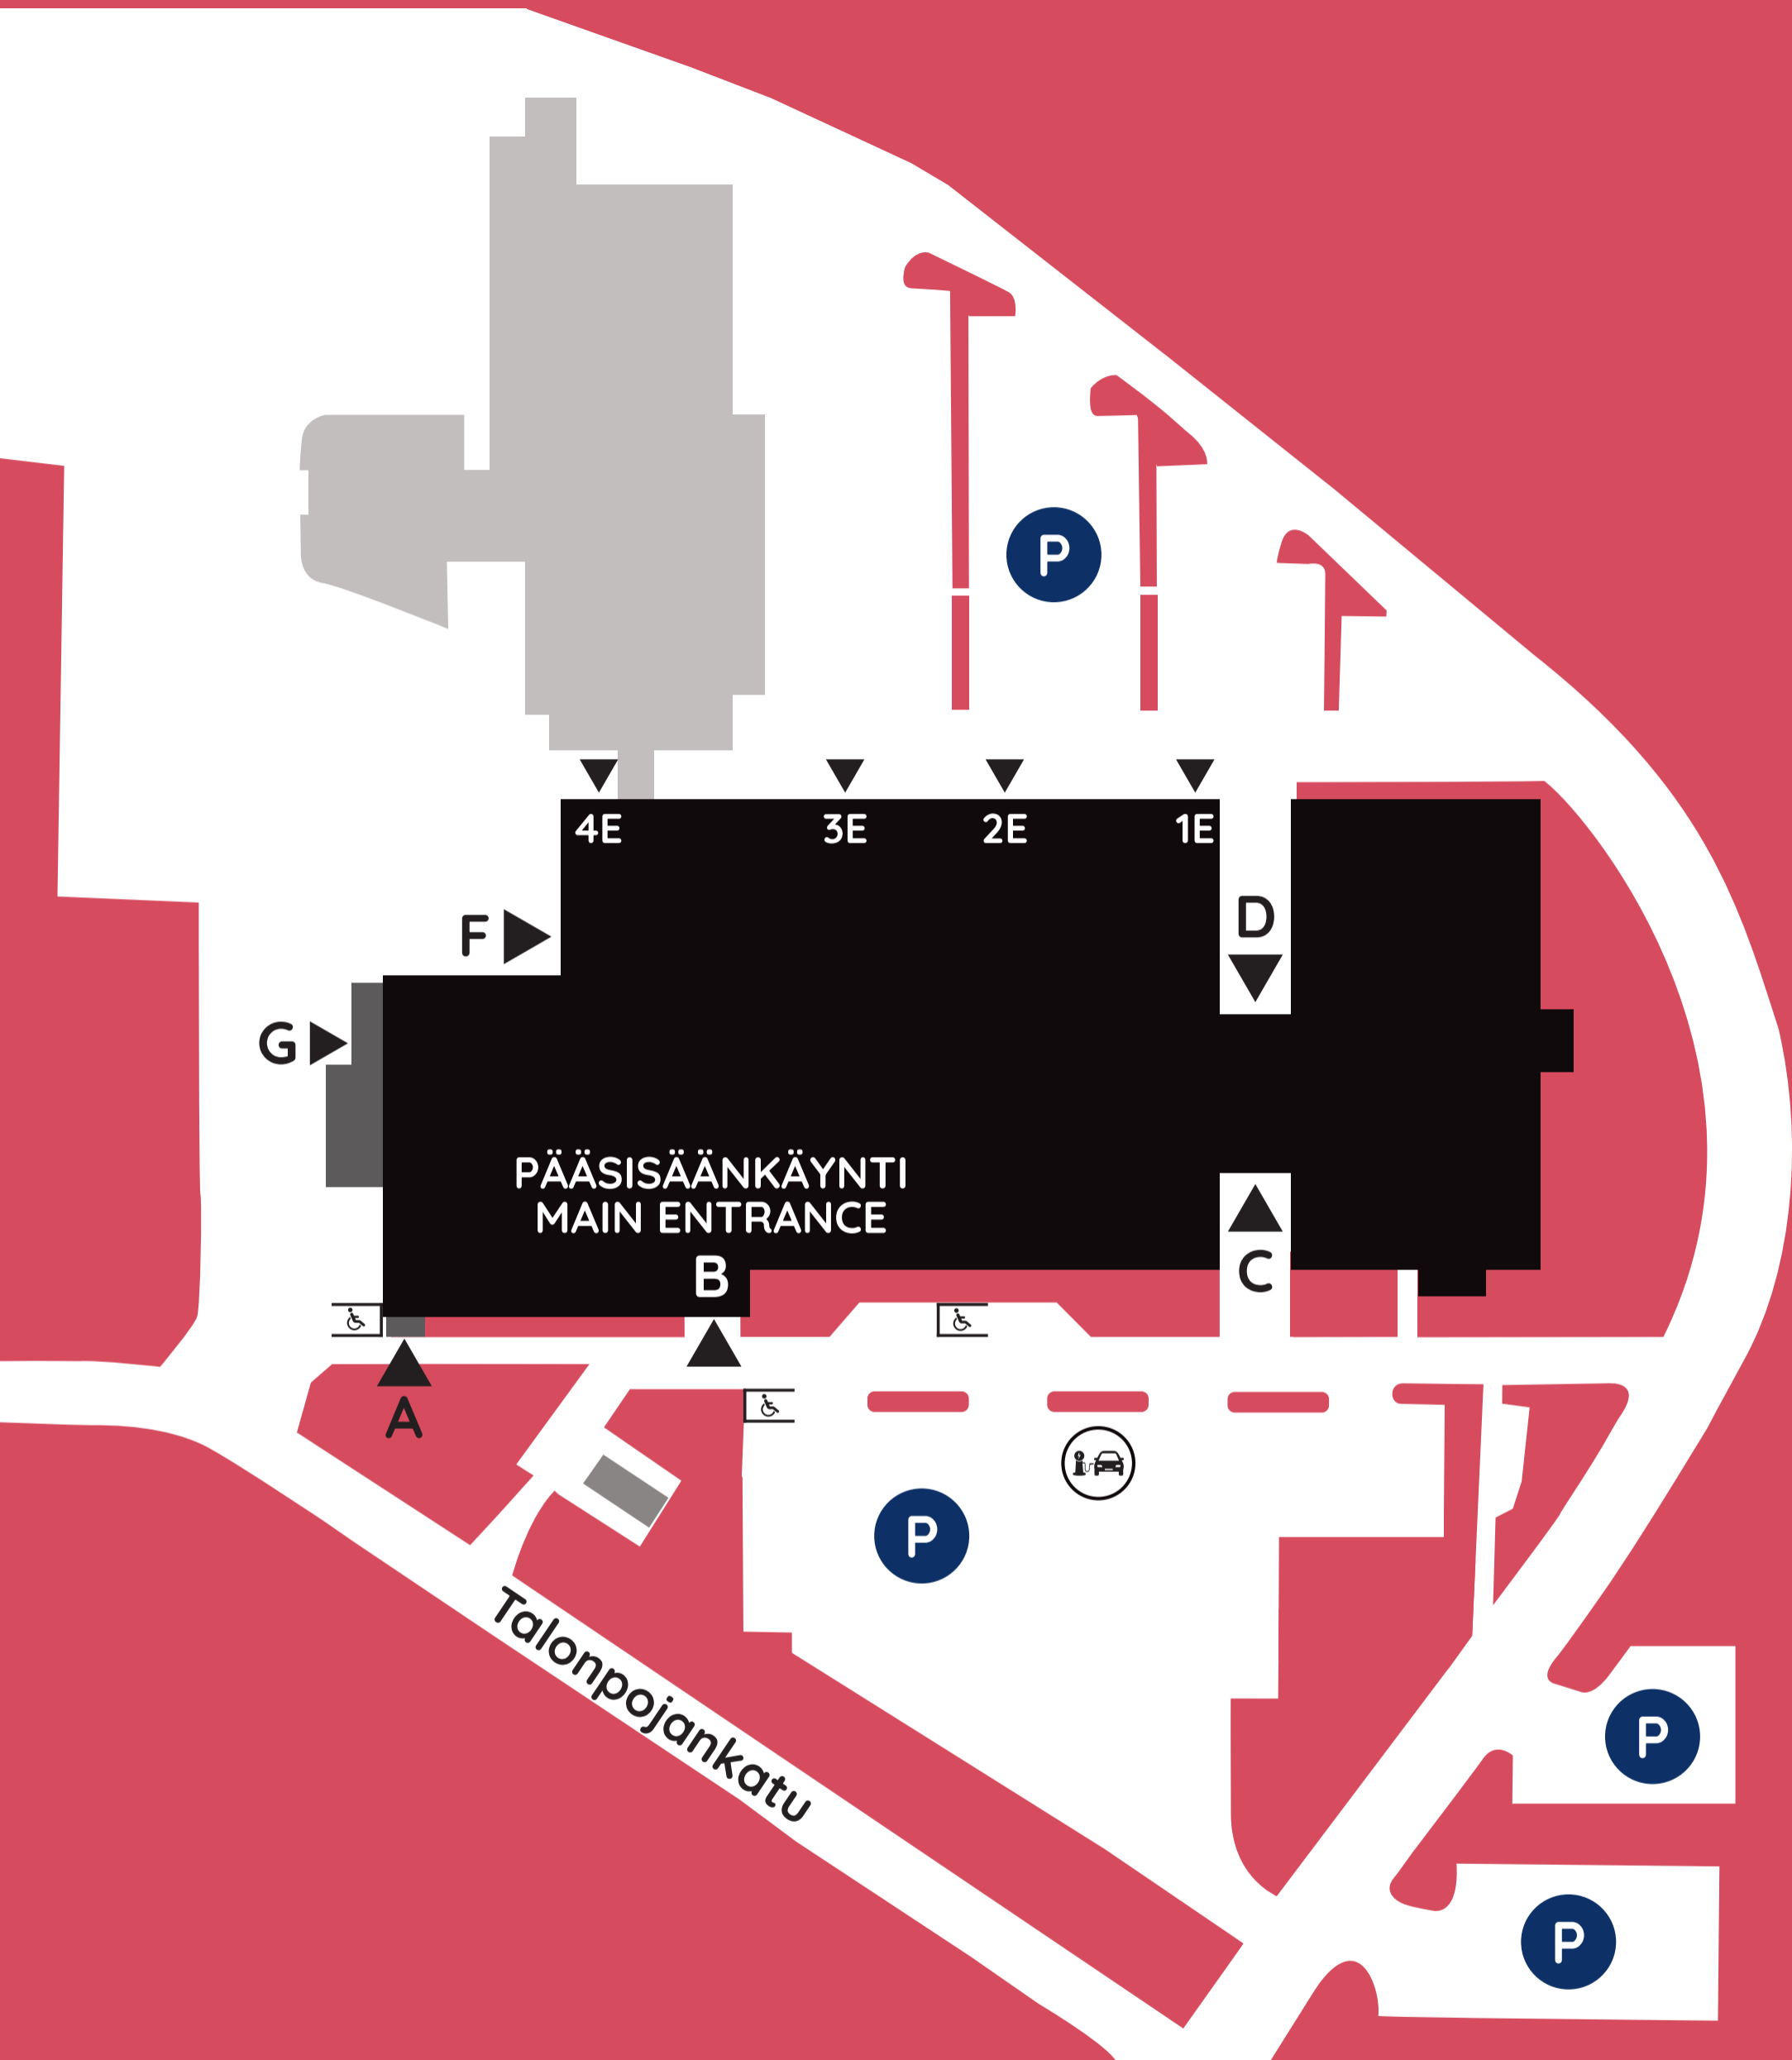 P
4E
3E
2E
1E
D
F
G
PÄÄSISÄÄNKÄYNTI
MAIN ENTRANCE
B
C
A
P
Talonpojankatu
P
P